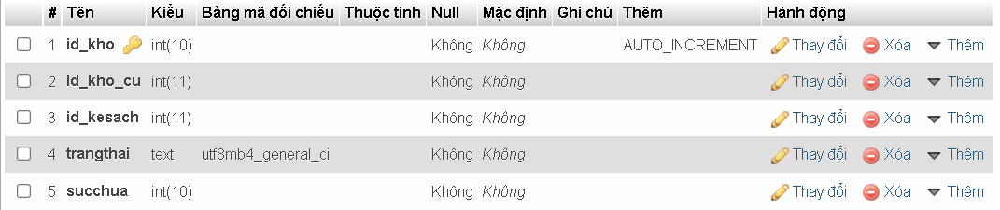 # Tên Kiểu Bảng mã đối chiếu Thuộc tính Null Mặc định Ghi chú Thêm Hành động
1 id_kho int(10) Không Không AUTO_INCREMENT Thay đổi Xóa Thêm
2 id_kho_cu int(11) Không Không Thay đổi Xóa Thêm
3 id_kesach int(11) Không Không Thay đổi Xóa Thêm
4 trangthai text utf8mb4_general_ci Không Không Thay đổi Xóa Thêm
5 succhua int(10) Không Không Thay đổi Xóa Thêm